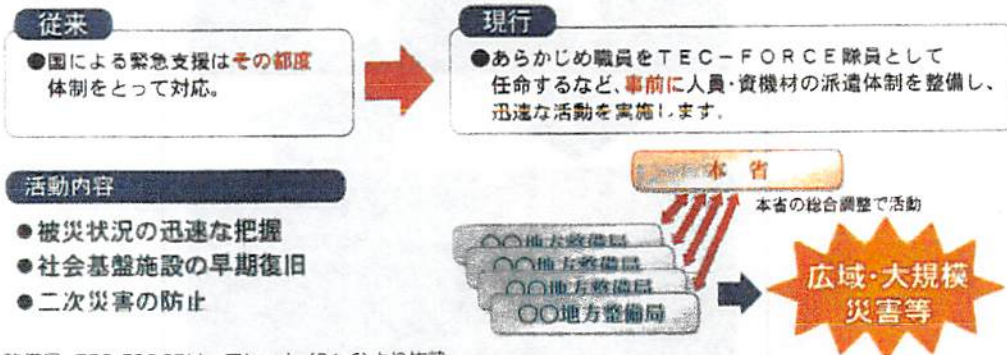 従来
●国による緊急支援はその都度
体制をとって対応。
現行
●あらかじめ職員をTEC-FORCE隊員として
任命するなど、事前に人員・資機材の派遣体制を整備し、
迅速な活動を実施します。
活動内容
●被災状況の迅速な把握
●社会基盤施設の早期復旧
●二次災害の防止
本省
本省の総合調整で活動
○○地方整備局
○○地方整備局
○○地方整備局
○○地方整備局
広域・大規模
災害等